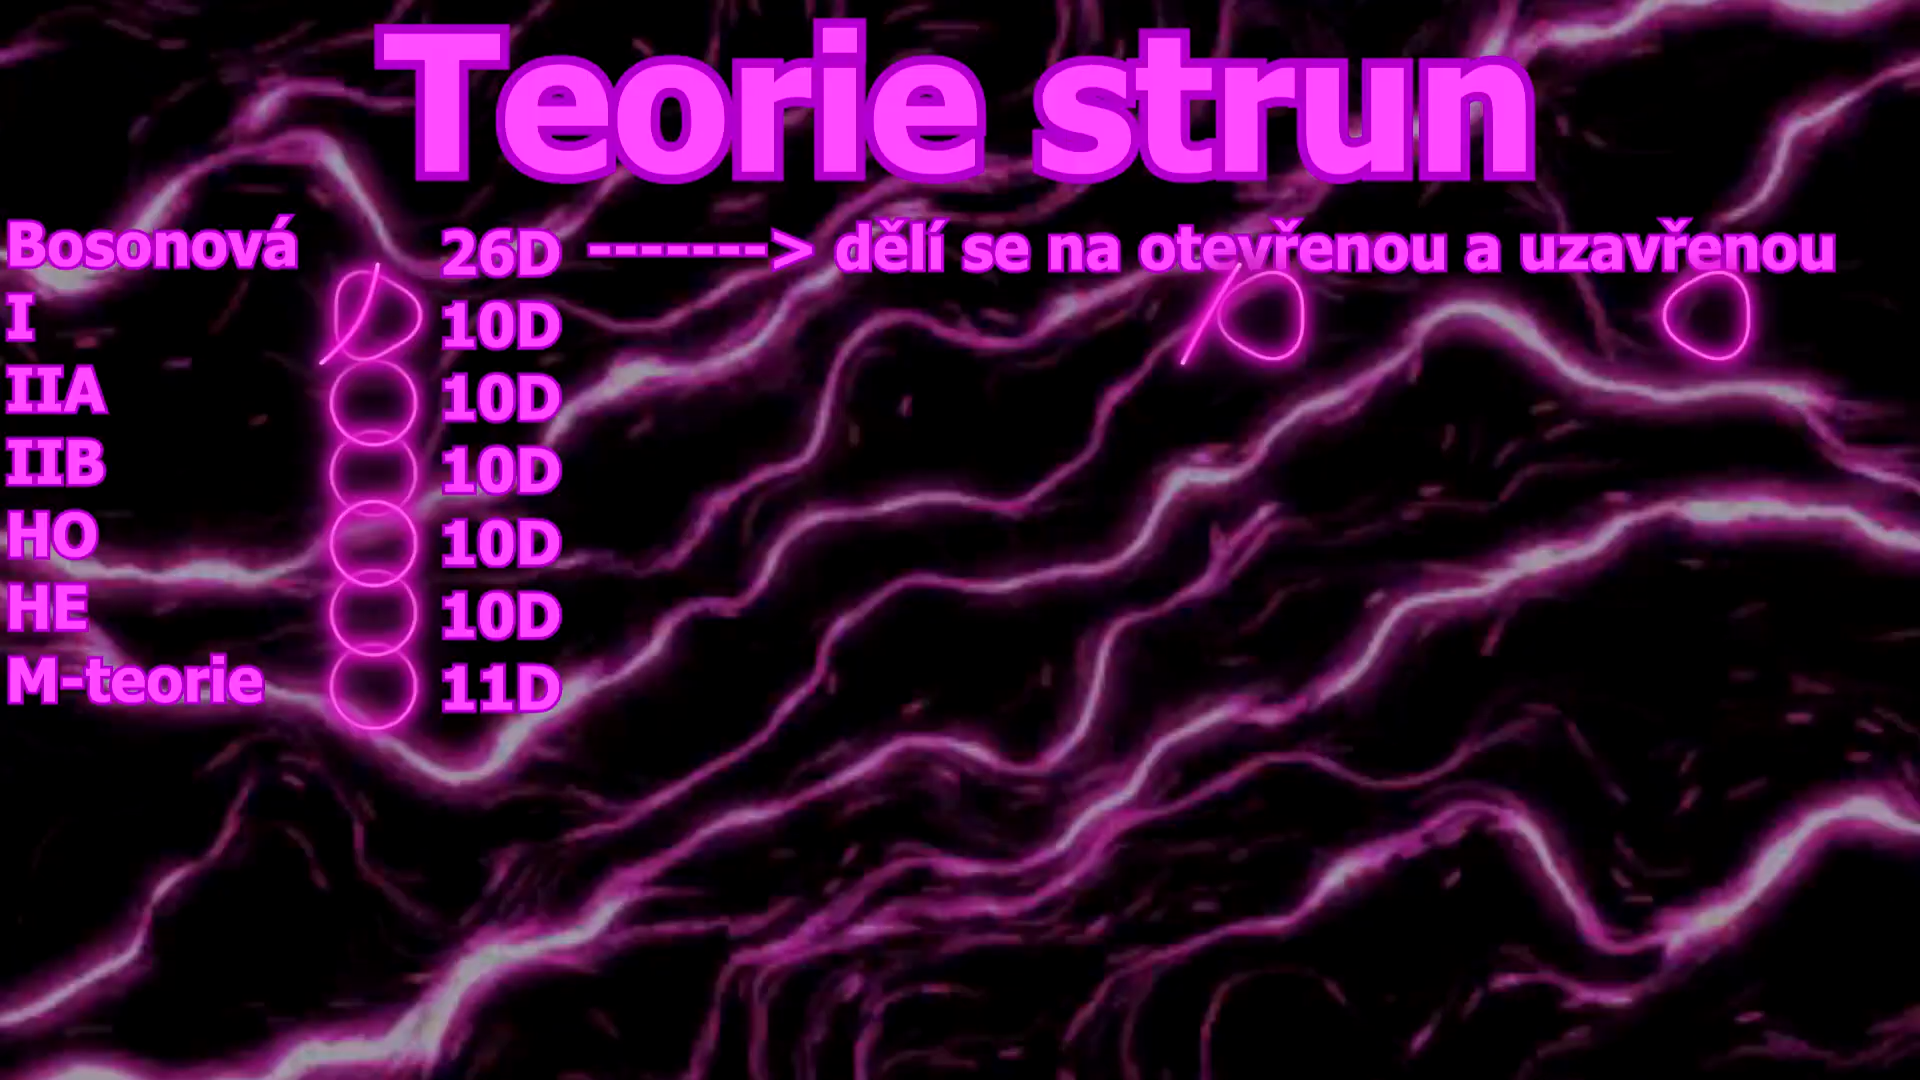 Teorie strun
Bosonová 26D -------> dělí se na otevřenou a uzavřenou
I 10D
IIA 10D
IIB 10D
HO 10D
HE 10D
M-teorie 11D